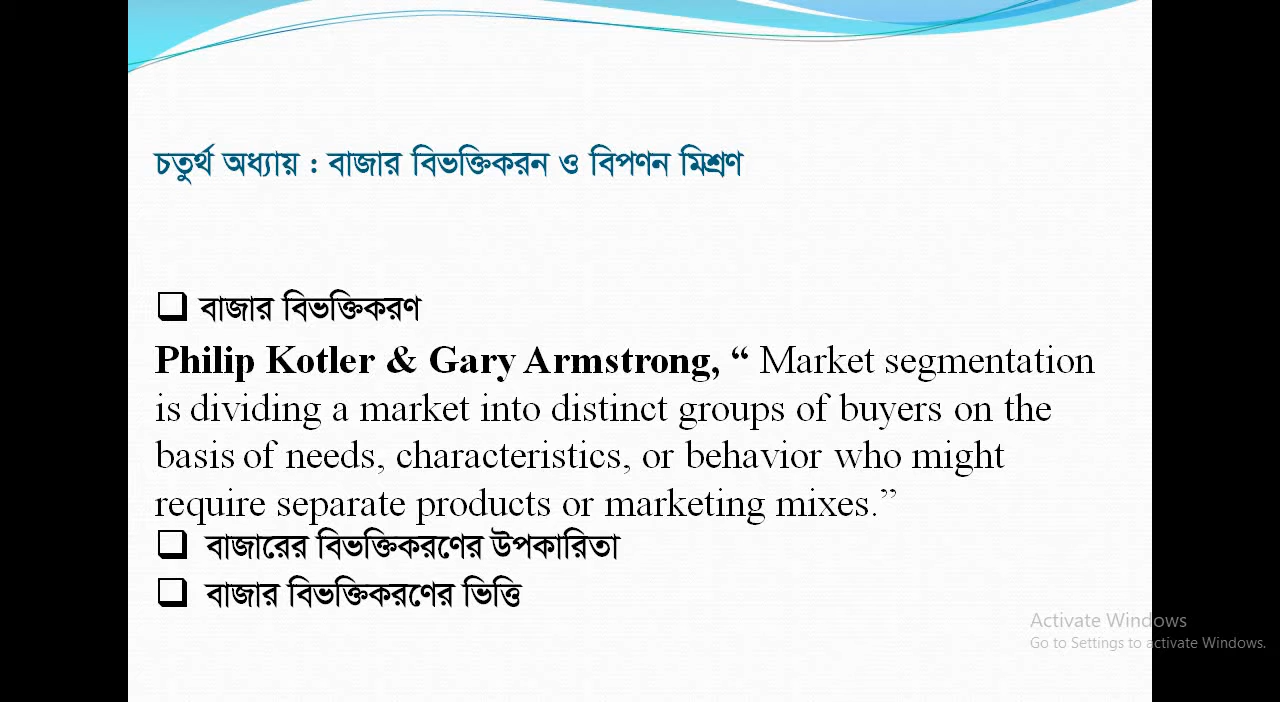 চতুর্থ অধ্যায় : বাজার বিভক্তিকরন ও বিপণন মিশ্রণ
❑ বাজার বিভক্তিকরণ
Philip Kotler & Gary Armstrong, “ Market segmentation
is dividing a market into distinct groups of buyers on the
basis of needs, characteristics, or behavior who might
require separate products or marketing mixes.”
❑ বাজারের বিভক্তিকরণের উপকারিতা
❑ বাজার বিভক্তিকরণের ভিত্তি
Activate Windows
Go to Settings to activate Windows.